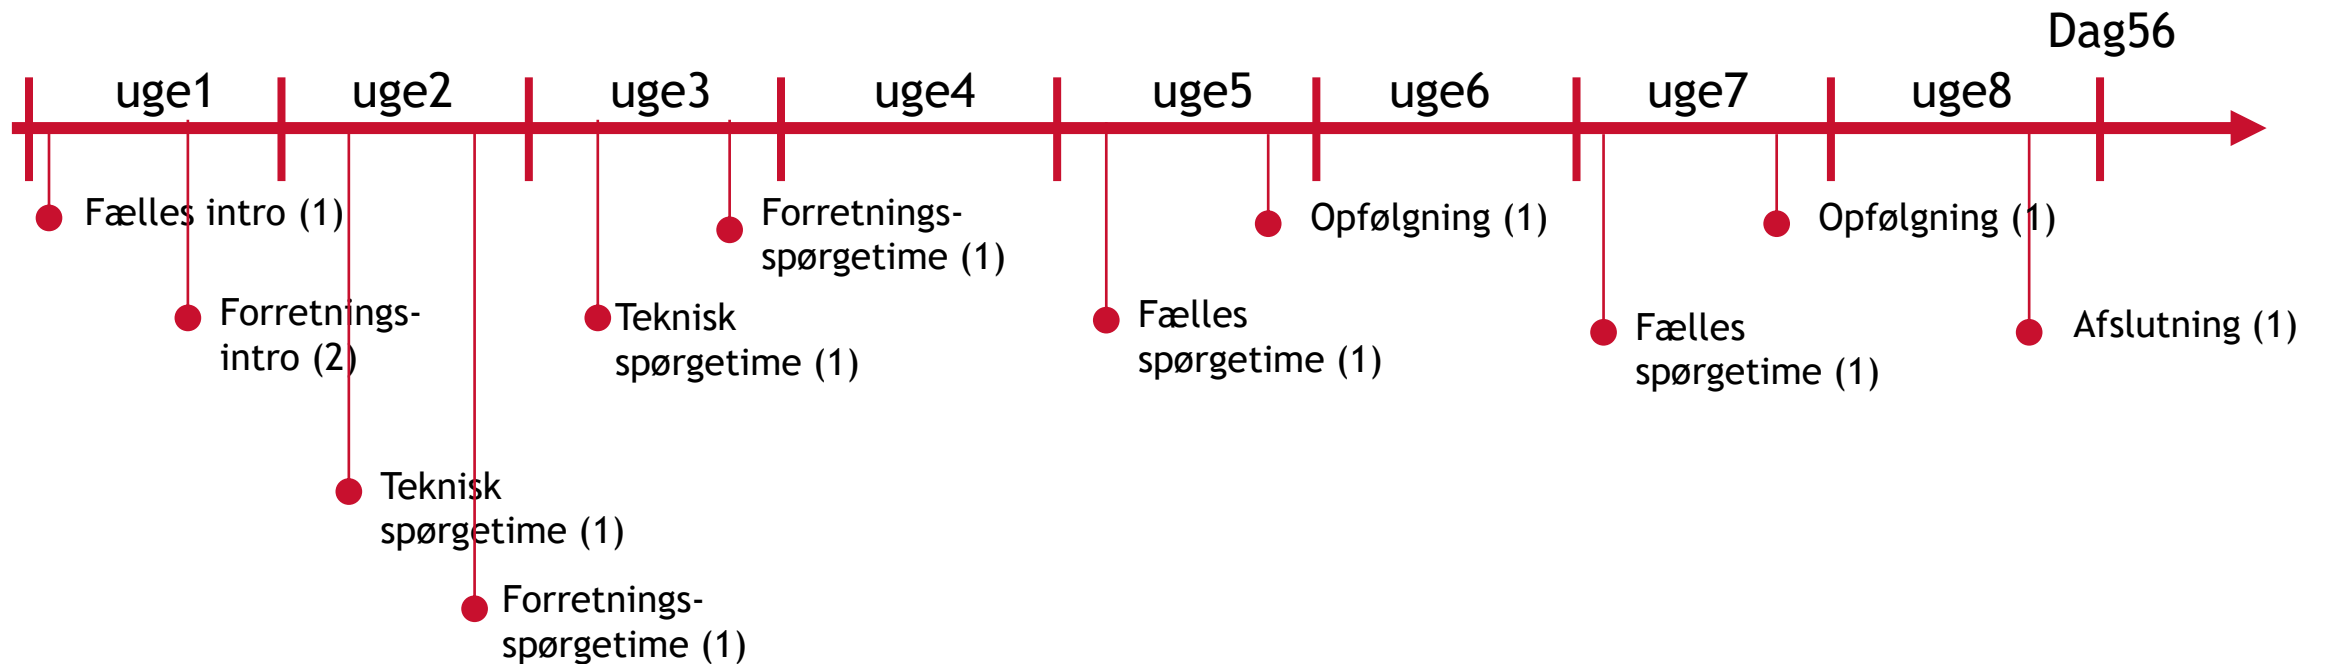 Dag56
uge1 uge2 uge3 uge4 uge5 uge6 uge7 uge8
Fælles intro (1)
Forretnings-
intro (2)
Teknisk
spørgetime (1)
Forretnings-
spørgetime (1)
Teknisk
spørgetime (1)
Forretnings-
spørgetime (1)
Fælles
spørgetime (1)
Opfølgning (1)
Fælles
spørgetime (1)
Opfølgning (1)
Afslutning (1)